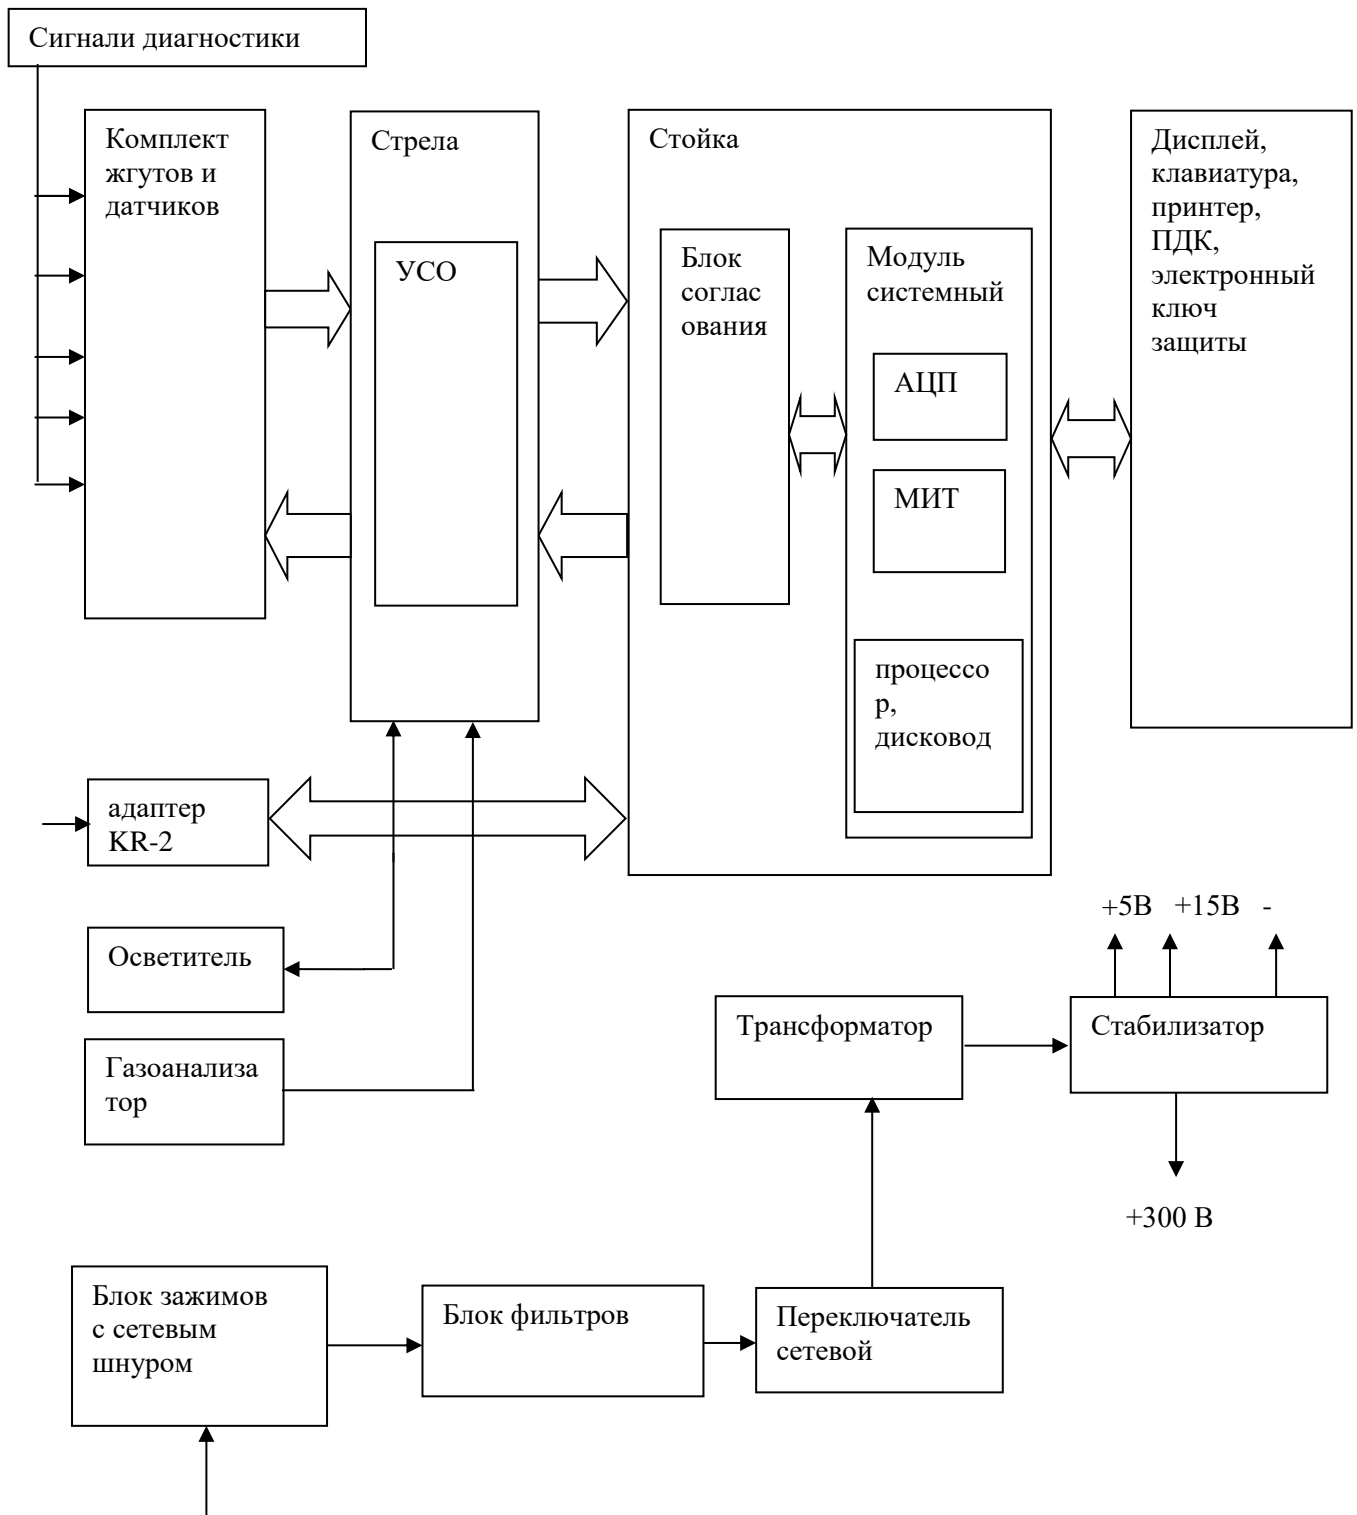 Сигнали диагностики
Комплект
жгутов и
датчиков
Стрела
УСО
Стойка
Блок
соглас
ования
Модуль
системный
АЦП
МИТ
процессо
р,
дисковод
Дисплей,
клавиатура,
принтер,
ПДК,
электронный
ключ
защиты
адаптер
KR-2
Осветитель
Газоанализа
тор
+5В +15В -
Трансформатор
Стабилизатор
+300 В
Блок зажимов
с сетевым
шнуром
Блок фильтров
Переключатель
сетевой